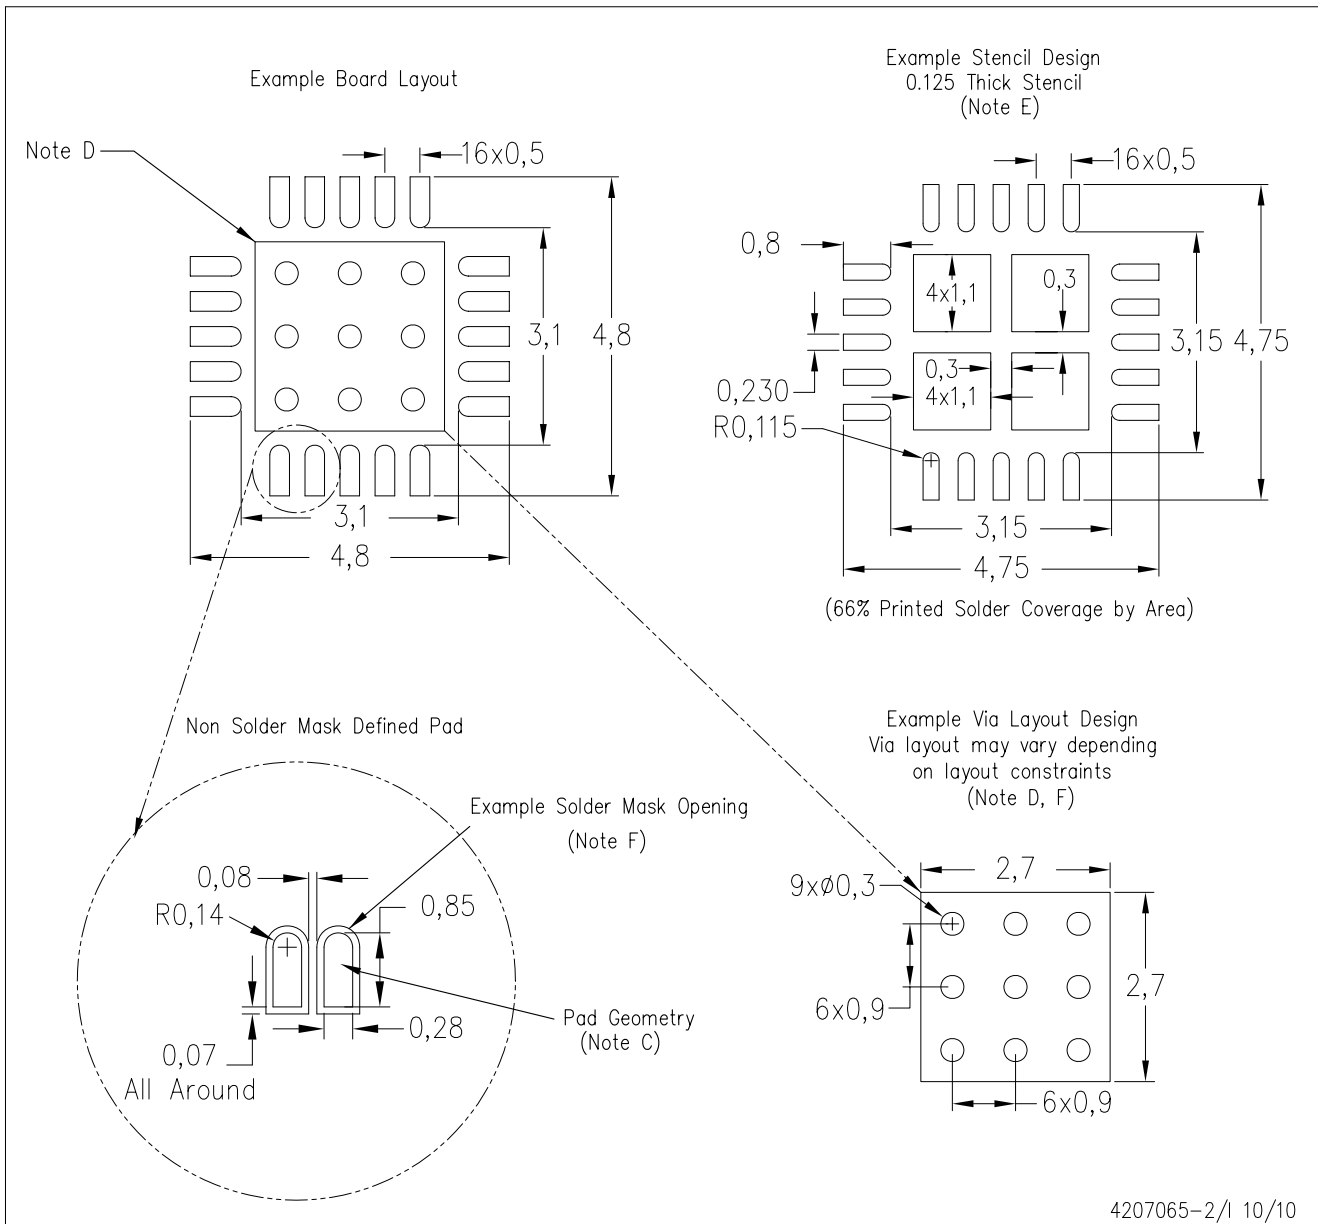 Example Board Layout
Note D
16x0,5
3,1
4,8
3,1
4,8
Example Stencil Design
0.125 Thick Stencil
(Note E)
16x0,5
0,8
4x1,1
0,3
3,15
4,75
0,230
0,3
4x1,1
R0,115
3,15
4,75
(66% Printed Solder Coverage by Area)
Non Solder Mask Defined Pad
Example Solder Mask Opening
(Note F)
0,08
R0,14
0,85
0,28
Pad Geometry
(Note C)
0,07
All Around
Example Via Layout Design
Via layout may vary depending
on layout constraints
(Note D, F)
2,7
9xø0,3
6x0,9
2,7
6x0,9
4207065-2/I 10/10